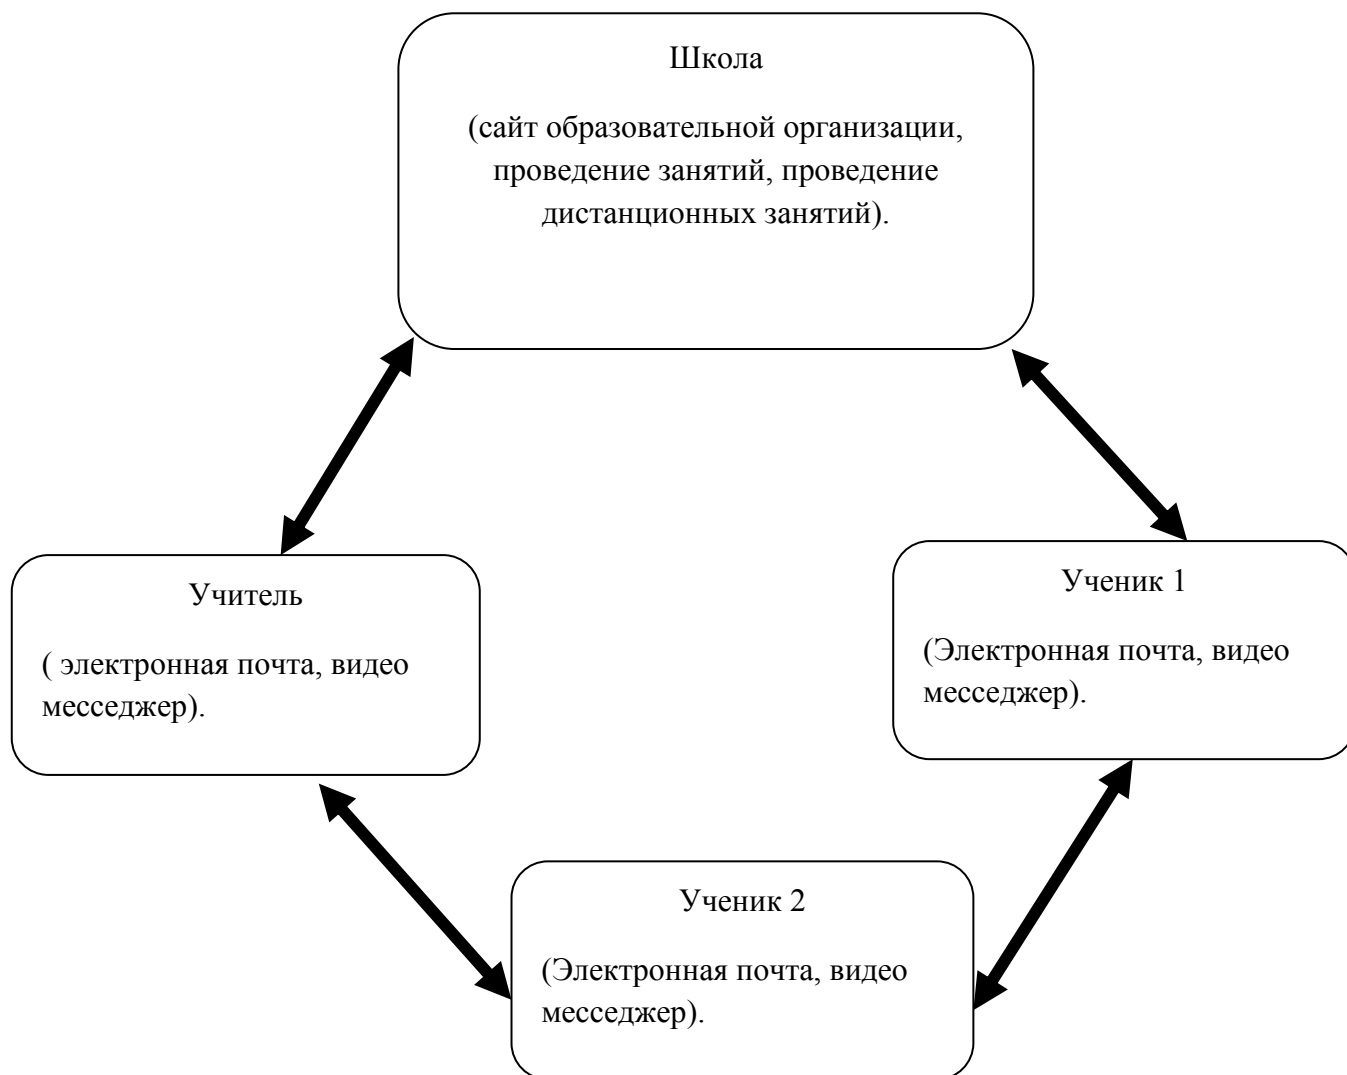 Школа
(сайт образовательной организации,
проведение занятий, проведение
дистанционных занятий).
Учитель
( электронная почта, видео
месседжер).
Ученик 1
(Электронная почта, видео
месседжер).
Ученик 2
(Электронная почта, видео
месседжер).